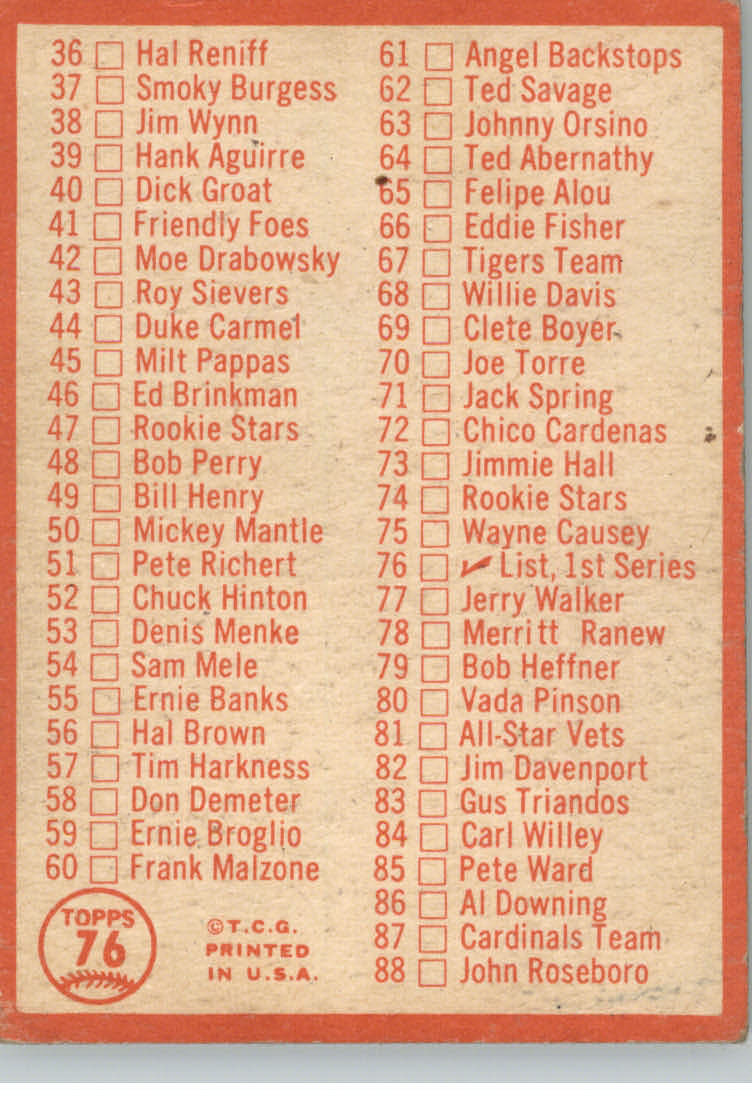 36 Hal Reniff
37 Smoky Burgess
38 Jim Wynn
39 Hank Aguirre
40 Dick Groat
41 Friendly Foes
42 Moe Drabowsky
43 Roy Sievers
44 Duke Carmel
45 Milt Pappas
46 Ed Brinkman
47 Rookie Stars
48 Bob Perry
49 Bill Henry
50 Mickey Mantle
51 Pete Richert
52 Chuck Hinton
53 Denis Menke
54 Sam Mele
55 Ernie Banks
56 Hal Brown
57 Tim Harkness
58 Don Demeter
59 Ernie Broglio
60 Frank Malzone
TOPPS
76
©T.C.G.
PRINTED
IN U.S.A.
61 Angel Backstops
62 Ted Savage
63 Johnny Orsino
64 Ted Abernathy
65 Felipe Alou
66 Eddie Fisher
67 Tigers Team
68 Willie Davis
69 Clete Boyer
70 Joe Torre
71 Jack Spring
72 Chico Cardenas
73 Jimmie Hall
74 Rookie Stars
75 Wayne Causey
76 List, 1st Series
77 Jerry Walker
78 Merritt Ranew
79 Bob Heffner
80 Vada Pinson
81 All-Star Vets
82 Jim Davenport
83 Gus Triandos
84 Carl Willey
85 Pete Ward
86 Al Downing
87 Cardinals Team
88 John Roseboro